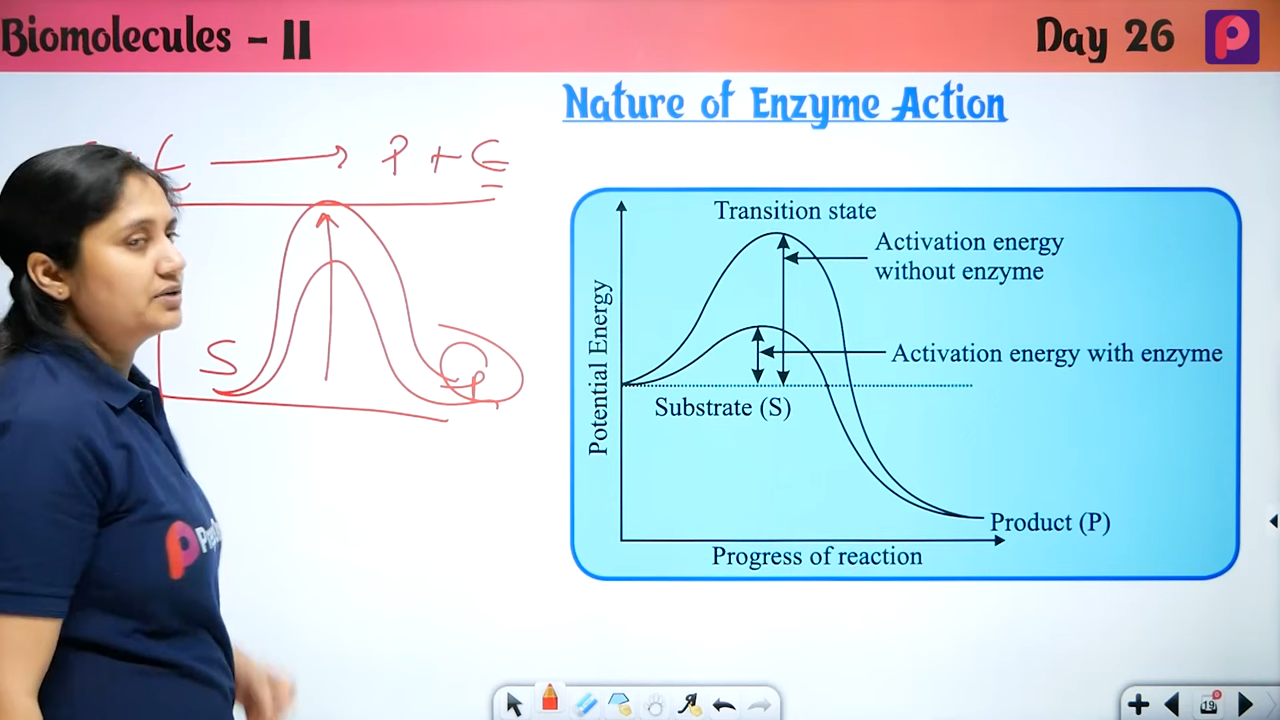 Biomolecules - II
Day 26
Nature of Enzyme Action
E → P + E
S
P
Transition state
Activation energy
without enzyme
Activation energy with enzyme
Potential Energy
Substrate (S)
Product (P)
Progress of reaction
19